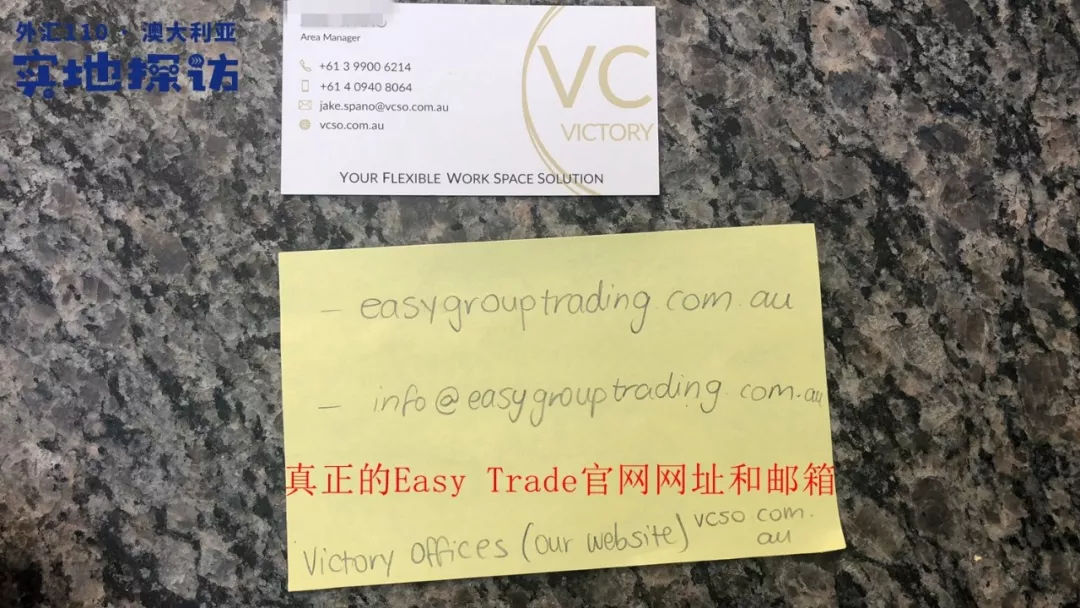 外汇110·澳大利亚
实地探访
Area Manager
+61 3 9900 6214
+61 4 0940 8064
jake.spano@vcso.com.au
vcso.com.au
VC
VICTORY
YOUR FLEXIBLE WORK SPACE SOLUTION
- easygrouptrading.com.au
- info@easygrouptrading.com.au
真正的Easy Trade官网网址和邮箱
Victory offices (our website) vcso com.
au